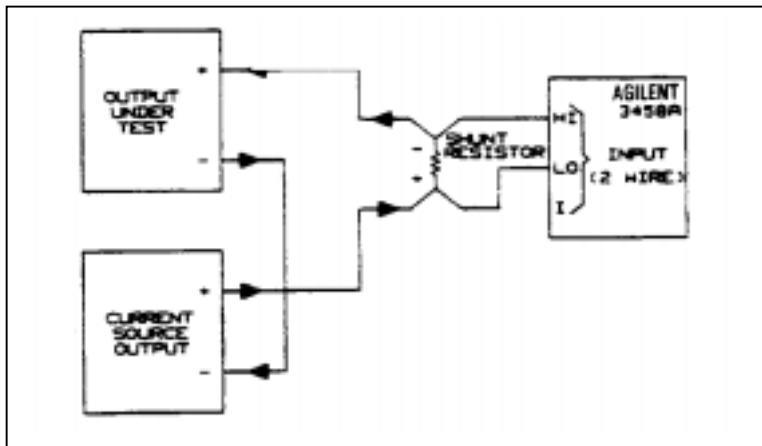 +
OUTPUT
UNDER
TEST
-
+
CURRENT
SOURCE
OUTPUT
-
-
SHUNT
RESISTOR
+
AGILENT
3458A
HI
INPUT
LO
(2 WIRE)
I